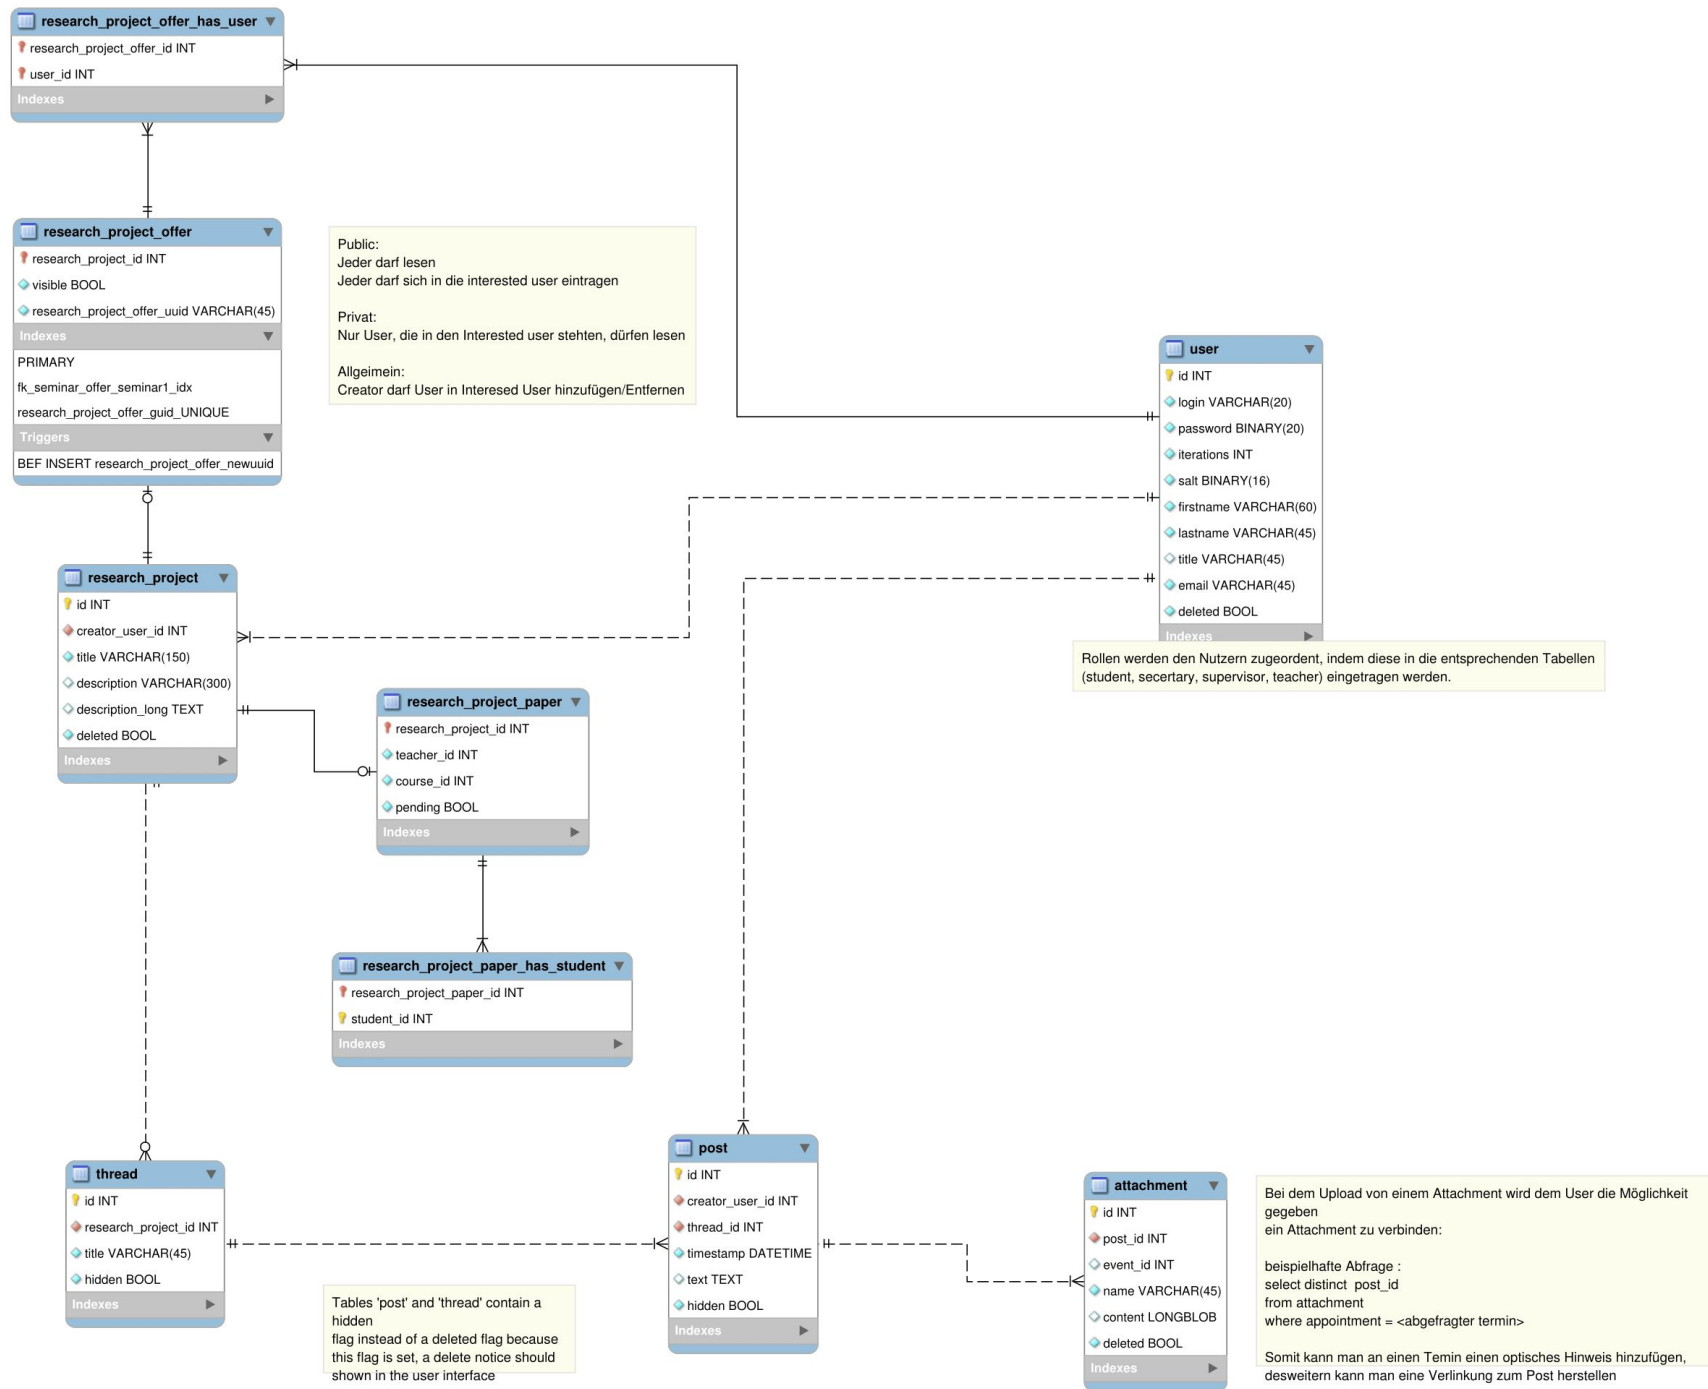 research_project_offer_has_user
research_project_offer_id INT
user_id INT
Indexes
research_project_offer
research_project_id INT
visible BOOL
research_project_offer_uuid VARCHAR(45)
Indexes
PRIMARY
fk_seminar_offer_seminar1_idx
research_project_offer_guid_UNIQUE
Triggers
BEF INSERT research_project_offer_newuuid
Public:
Jeder darf lesen
Jeder darf sich in die interested user eintragen
Privat:
Nur User, die in den Interested user stehten, dürfen lesen
Allgeimein:
Creator darf User in Interesed User hinzufügen/Entfernen
user
id INT
login VARCHAR(20)
password BINARY(20)
iterations INT
salt BINARY(16)
firstname VARCHAR(60)
lastname VARCHAR(45)
title VARCHAR(45)
email VARCHAR(45)
deleted BOOL
Indexes
Rollen werden den Nutzern zugeordent, indem diese in die entsprechenden Tabellen
(student, secertary, supervisor, teacher) eingetragen werden.
research_project
id INT
creator_user_id INT
title VARCHAR(150)
description VARCHAR(300)
description_long TEXT
deleted BOOL
Indexes
research_project_paper
research_project_id INT
teacher_id INT
course_id INT
pending BOOL
Indexes
research_project_paper_has_student
research_project_paper_id INT
student_id INT
Indexes
thread
id INT
research_project_id INT
title VARCHAR(45)
hidden BOOL
Indexes
Tables 'post' and 'thread' contain a
hidden
flag instead of a deleted flag because
this flag is set, a delete notice should
shown in the user interface
post
id INT
creator_user_id INT
thread_id INT
timestamp DATETIME
text TEXT
hidden BOOL
Indexes
attachment
id INT
post_id INT
event_id INT
name VARCHAR(45)
content LONGBLOB
deleted BOOL
Indexes
Bei dem Upload von einem Attachment wird dem User die Möglichkeit
gegeben
ein Attachment zu verbinden:
beispielhafte Abfrage :
select distinct post_id
from attachment
where appointment = <abgefragter termin>
Somit kann man an einen Temin einen optisches Hinweis hinzufügen,
desweitern kann man eine Verlinkung zum Post herstellen